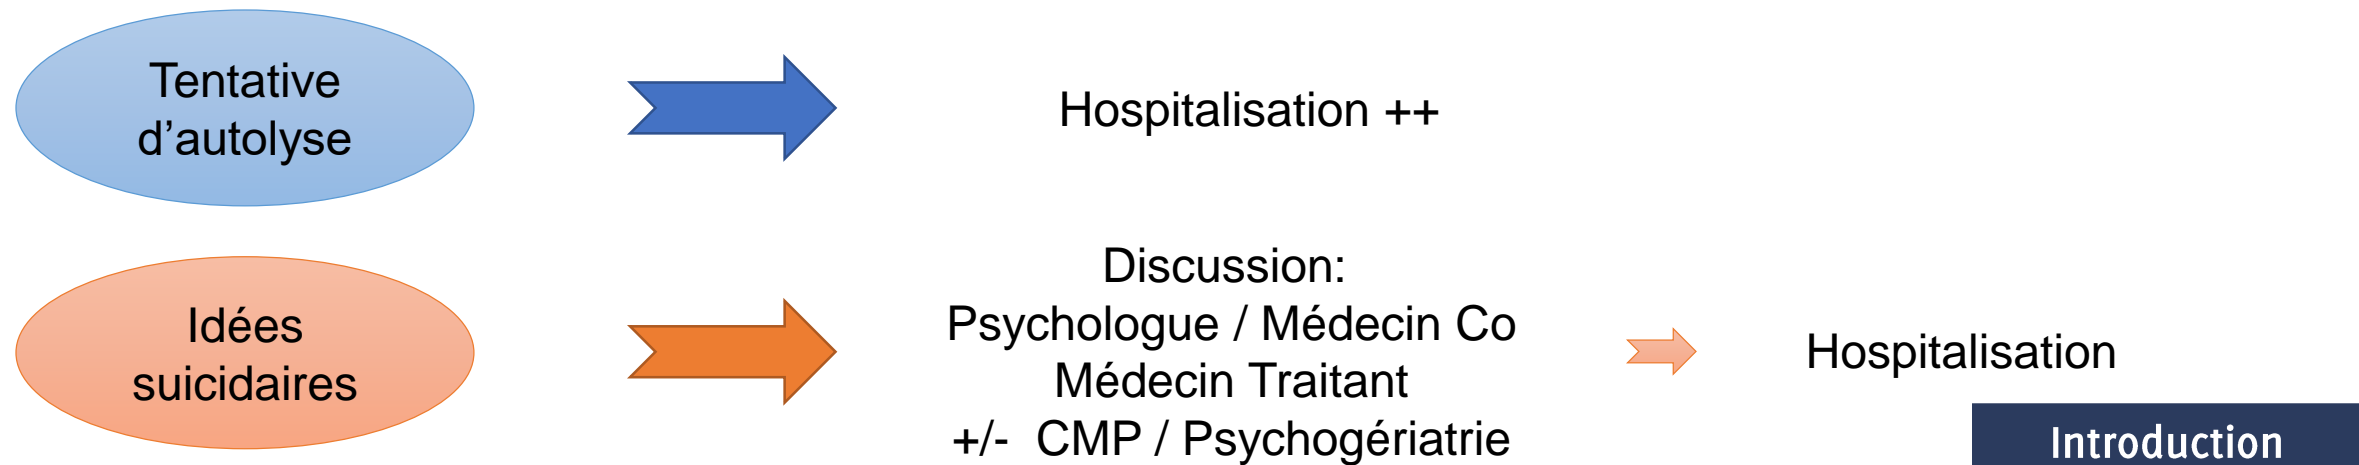 Tentative
d’autolyse
Hospitalisation ++
Idées
suicidaires
Discussion:
Psychologue / Médecin Co
Médecin Traitant
+/- CMP / Psychogériatrie
Hospitalisation
Introduction